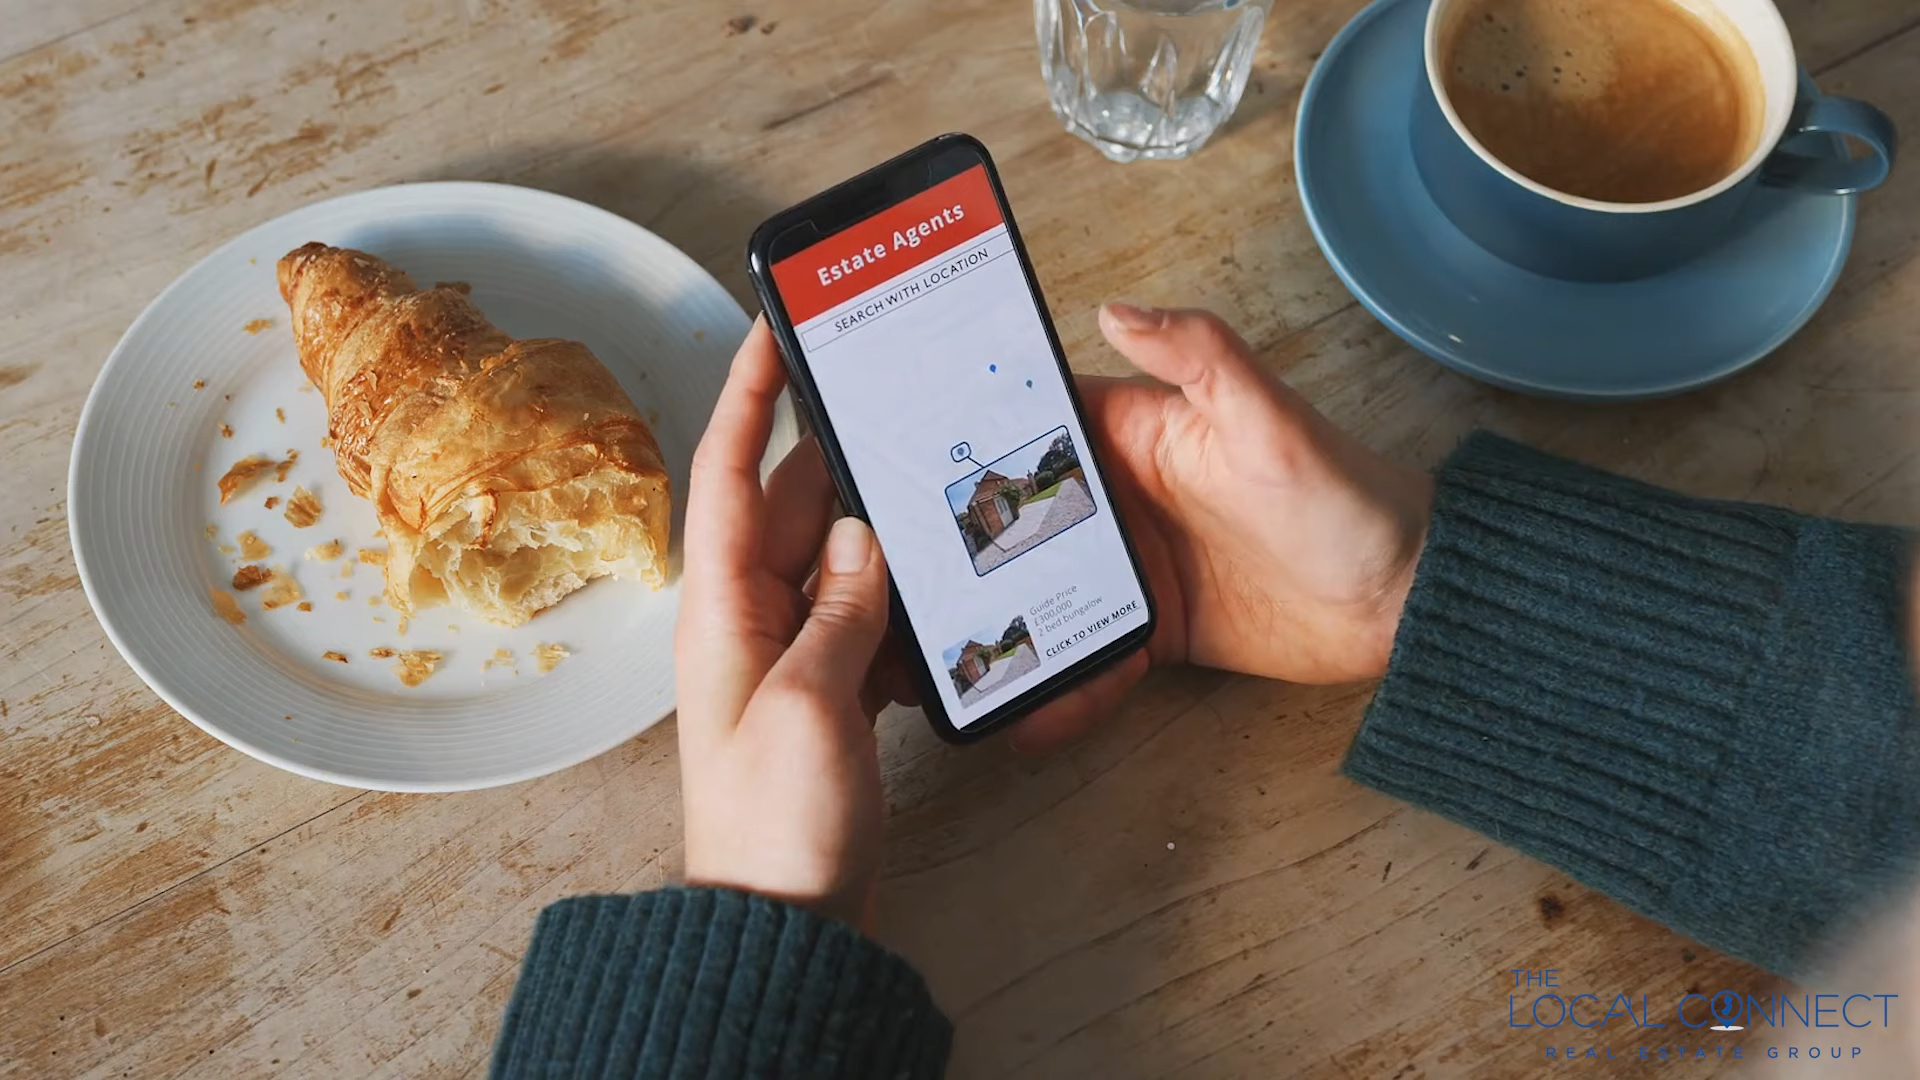 Estate Agents
SEARCH WITH LOCATION
Guide Price
£300,000
2 bed bungalow
CLICK TO VIEW MORE
THE
LOCAL CONNECT
REAL ESTATE GROUP